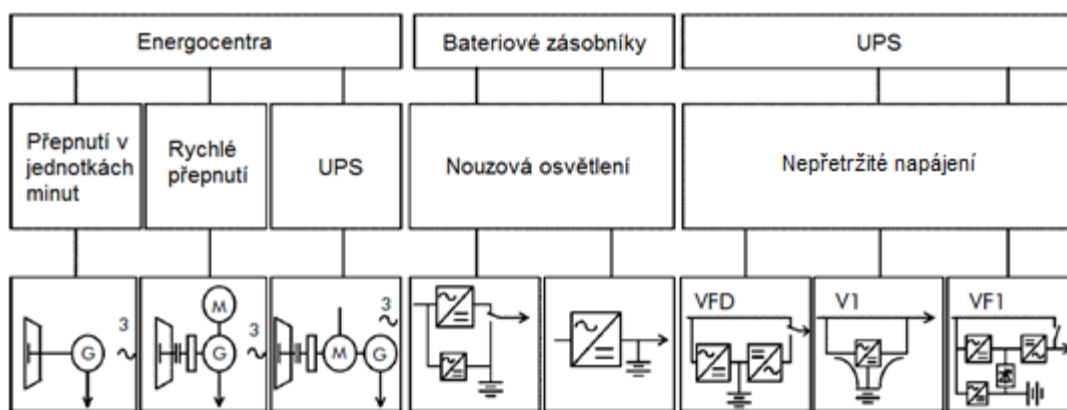 Energocentra
Bateriové zásobníky
UPS
Přepnutí v
jednotkách
minut
Rychlé
přepnutí
UPS
Nouzová osvětlení
Nepřetržité napájení
3
G
M
3
G
3
M
G
VFD
V1
VF1